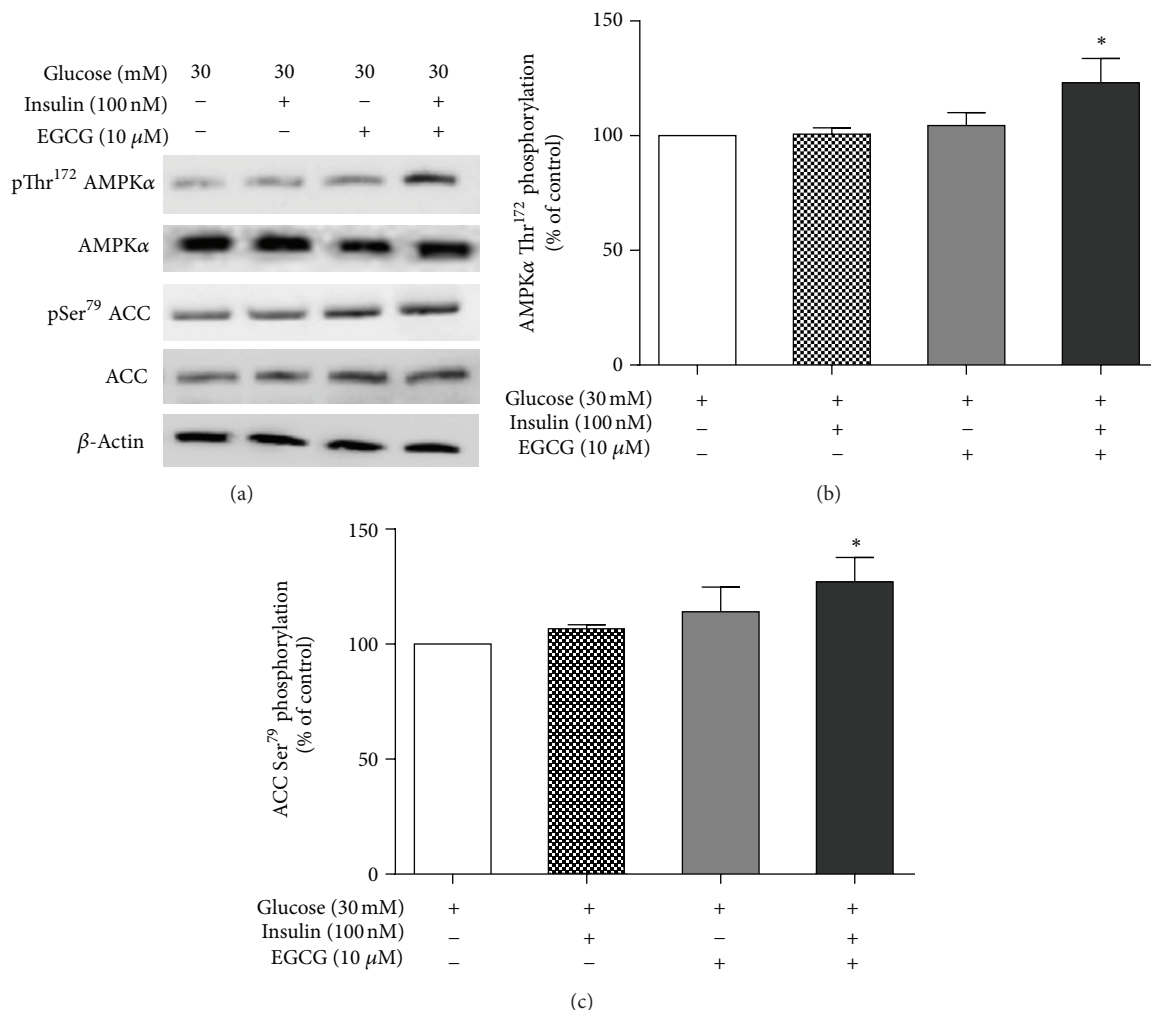 Glucose (mM) 30 30 30 30
Insulin (100 nM) − + − +
EGCG (10 μM) − − + +
pThr¹⁷² AMPKα
AMPKα
pSer⁷⁹ ACC
ACC
β-Actin
(a)
AMPKα Thr¹⁷² phosphorylation
(% of control)
150
100
50
0
*
Glucose (30 mM) + + + +
Insulin (100 nM) − + − +
EGCG (10 μM) − − + +
(b)
ACC Ser⁷⁹ phosphorylation
(% of control)
150
100
50
0
*
Glucose (30 mM) + + + +
Insulin (100 nM) − + − +
EGCG (10 μM) − − + +
(c)